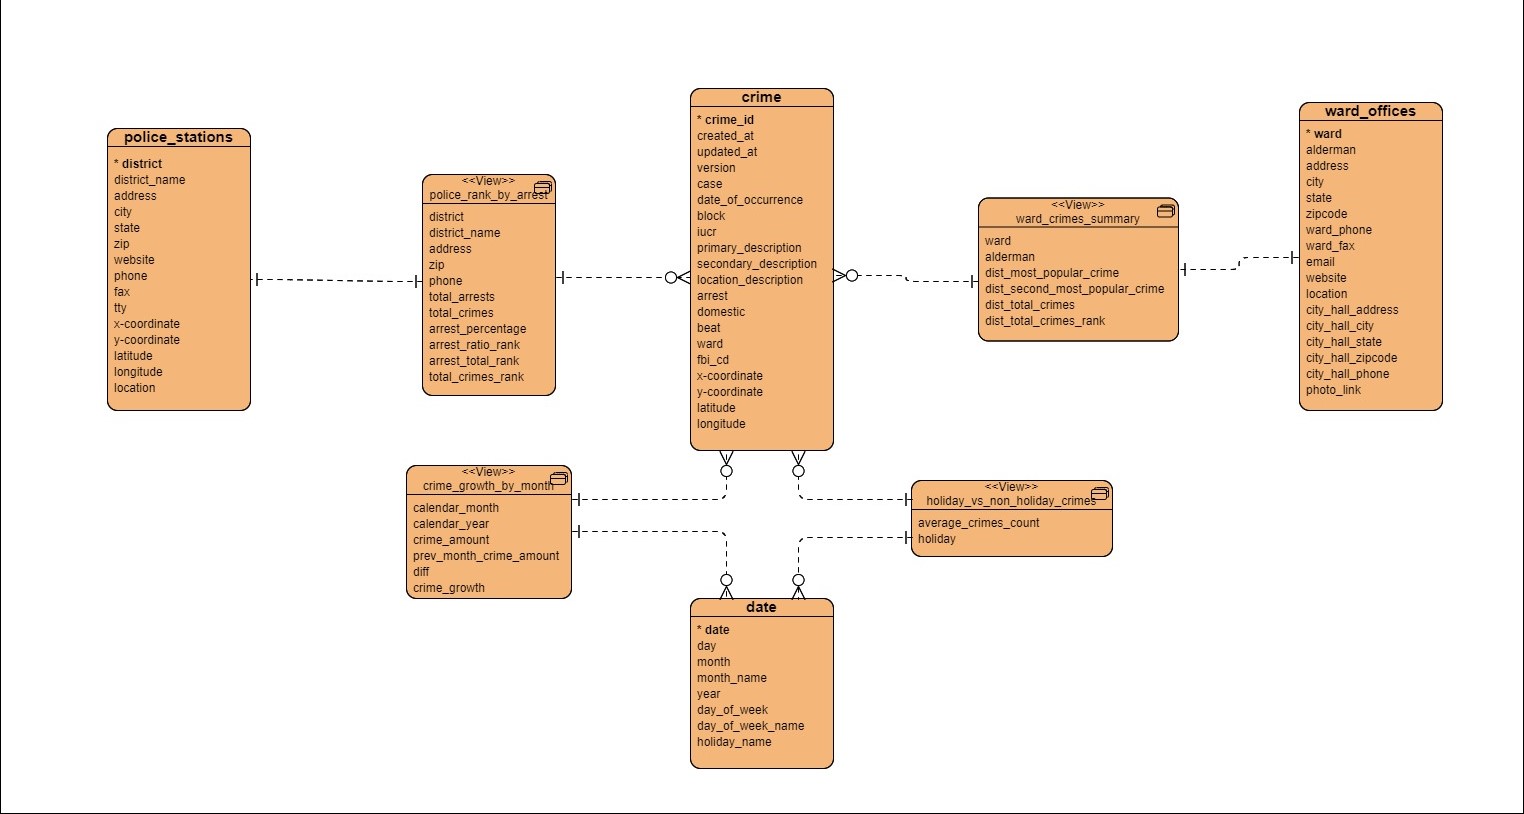 police_stations
* district
district_name
address
city
state
zip
website
phone
fax
tty
x-coordinate
y-coordinate
latitude
longitude
location
<<View>>
police_rank_by_arrest
district
district_name
address
zip
phone
total_arrests
total_crimes
arrest_percentage
arrest_ratio_rank
arrest_total_rank
total_crimes_rank
crime
* crime_id
created_at
updated_at
version
case
date_of_occurrence
block
iucr
primary_description
secondary_description
location_description
arrest
domestic
beat
ward
fbi_cd
x-coordinate
y-coordinate
latitude
longitude
<<View>>
ward_crimes_summary
ward
alderman
dist_most_popular_crime
dist_second_most_popular_crime
dist_total_crimes
dist_total_crimes_rank
ward_offices
* ward
alderman
address
city
state
zipcode
ward_phone
ward_fax
email
website
location
city_hall_address
city_hall_city
city_hall_state
city_hall_zipcode
city_hall_phone
photo_link
<<View>>
crime_growth_by_month
calendar_month
calendar_year
crime_amount
prev_month_crime_amount
diff
crime_growth
<<View>>
holiday_vs_non_holiday_crimes
average_crimes_count
holiday
date
* date
day
month
month_name
year
day_of_week
day_of_week_name
holiday_name